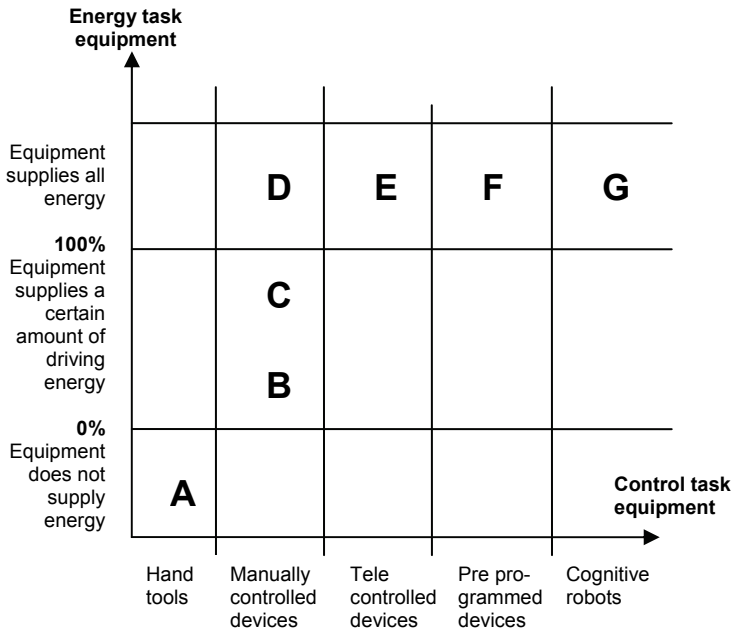 Energy task
equipment
Equipment
supplies all
energy
D E F G
100%
Equipment
supplies a
certain
amount of
driving
energy
C
B
0%
Equipment
does not
supply
energy
A
Control task
equipment
Hand
tools
Manually
controlled
devices
Tele
controlled
devices
Pre pro-
grammed
devices
Cognitive
robots